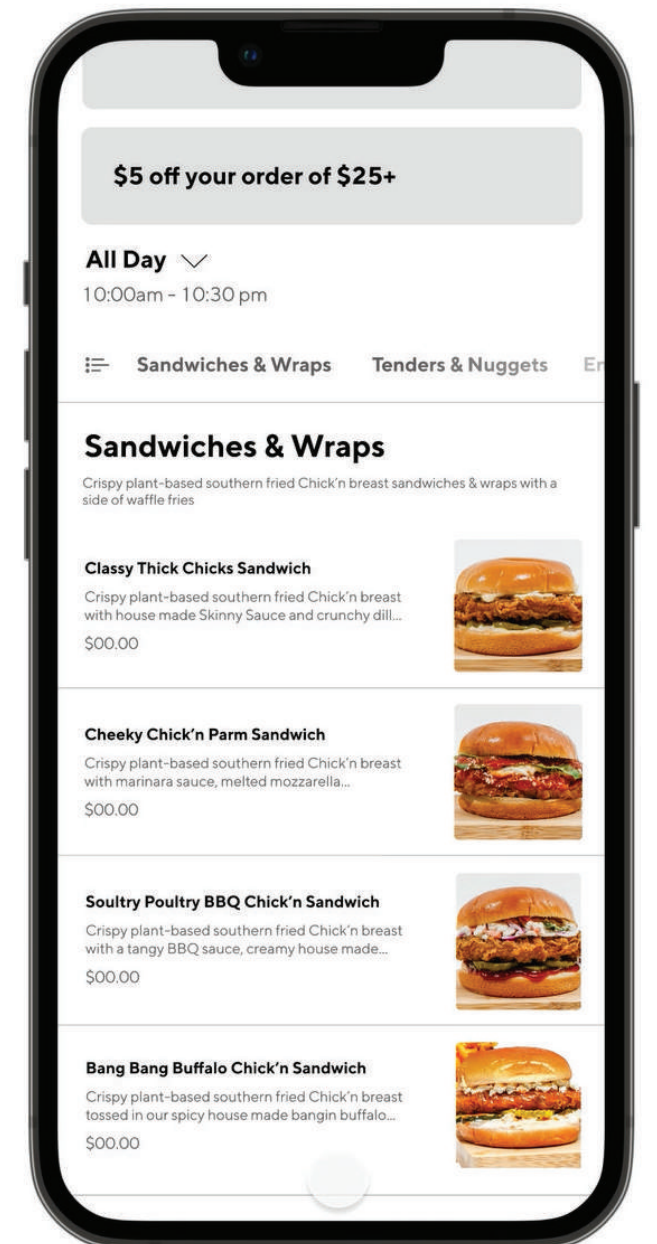 $5 off your order of $25+
All Day
10:00am - 10:30 pm
Sandwiches & Wraps Tenders & Nuggets
Sandwiches & Wraps
Crispy plant-based southern fried Chick'n breast sandwiches & wraps with a
side of waffle fries
Classy Thick Chicks Sandwich
Crispy plant-based southern fried Chick'n breast
with house made Skinny Sauce and crunchy dill...
$00.00
Cheeky Chick'n Parm Sandwich
Crispy plant-based southern fried Chick'n breast
with marinara sauce, melted mozzarella...
$00.00
Soultry Poultry BBQ Chick'n Sandwich
Crispy plant-based southern fried Chick'n breast
with a tangy BBQ sauce, creamy house made...
$00.00
Bang Bang Buffalo Chick'n Sandwich
Crispy plant-based southern fried Chick'n breast
tossed in our spicy house made bangin buffalo...
$00.00